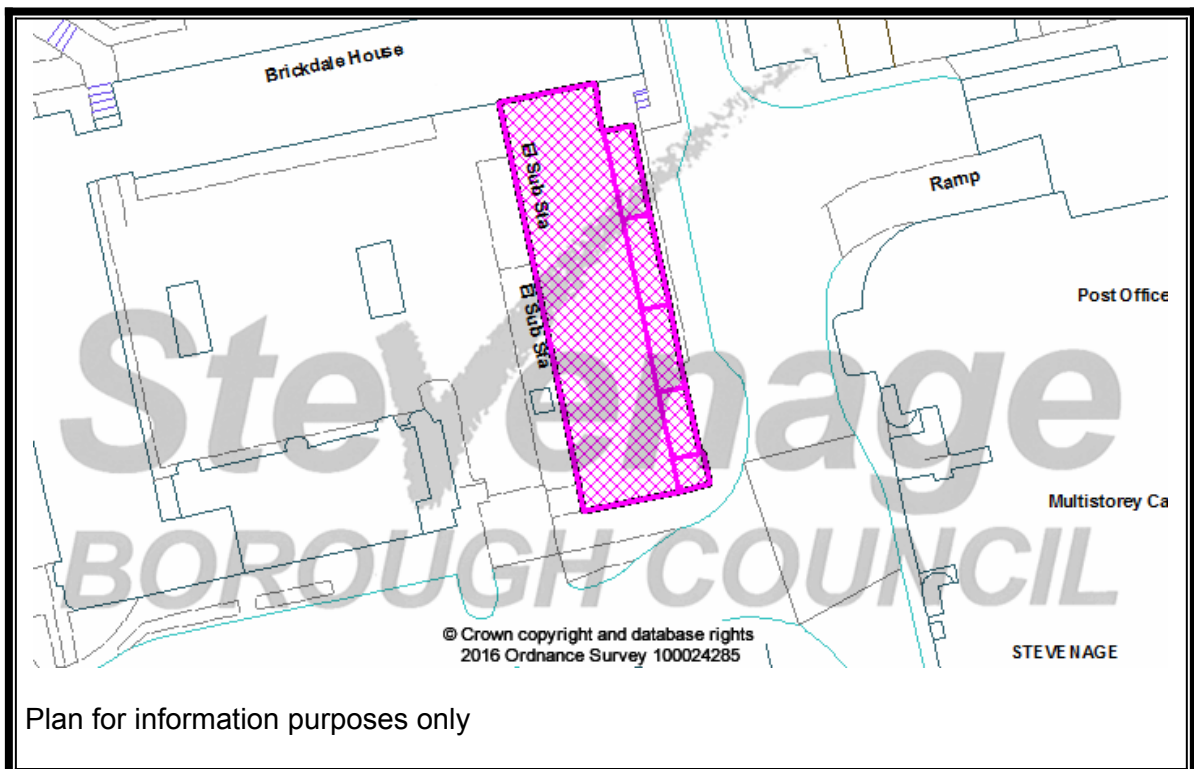 Brickdale House
El Sub Sta
Ramp
El Sub Sta
Post Office
Stevenage
BOROUGH COUNCIL
Multistorey Ca
© Crown copyright and database rights
2016 Ordnance Survey 100024285
STEVENAGE
Plan for information purposes only